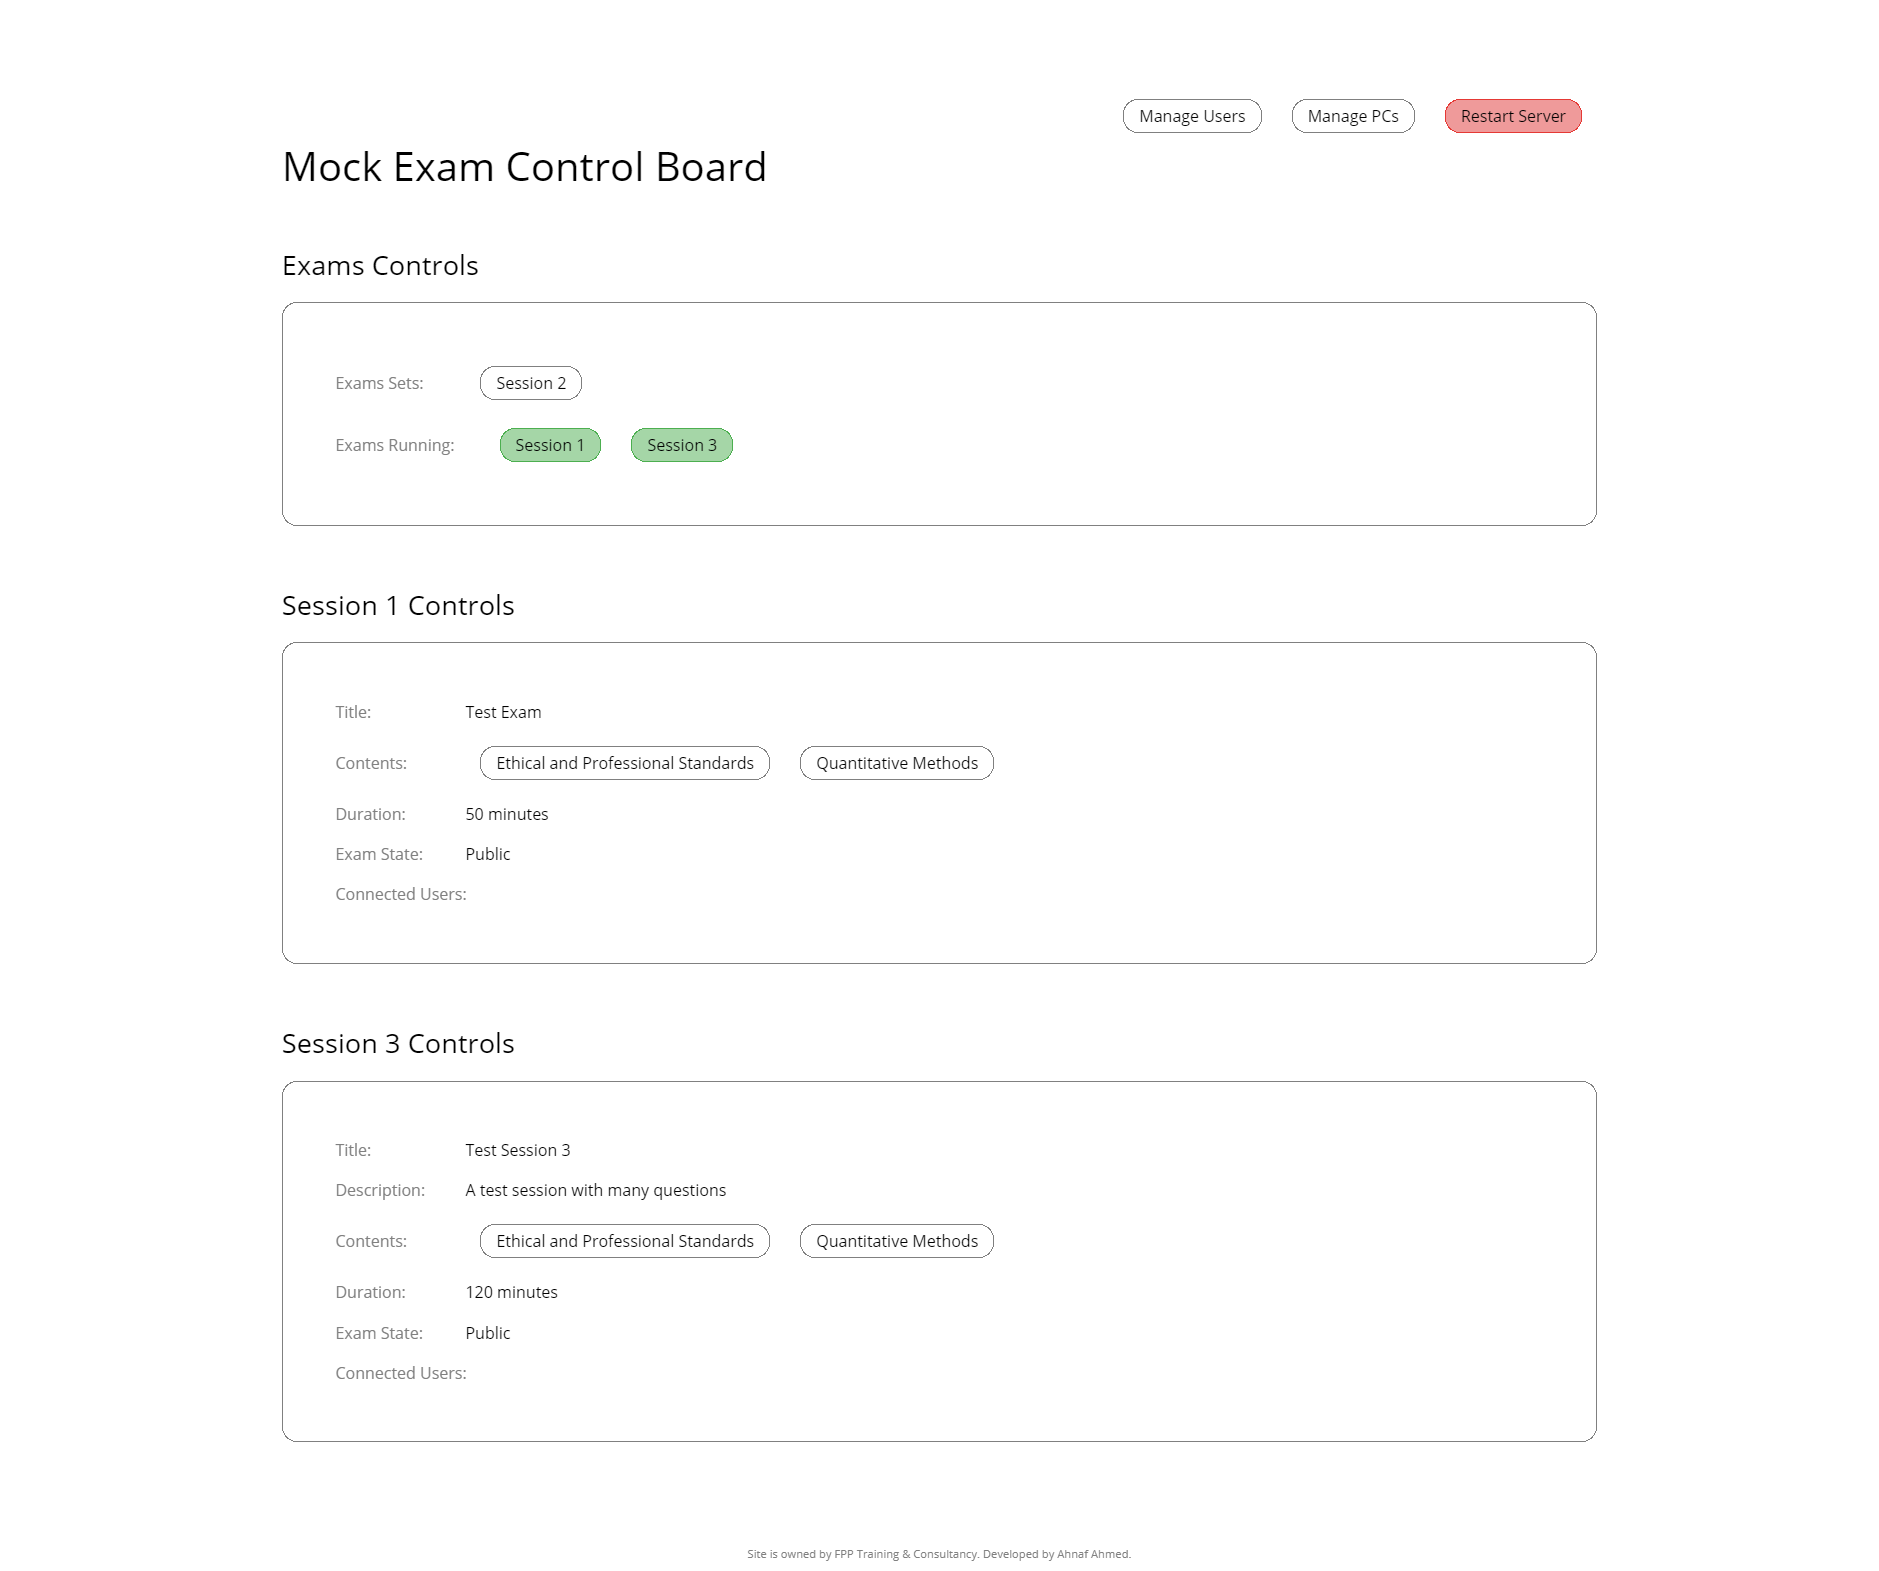 Manage Users Manage PCs Restart Server
Mock Exam Control Board
Exams Controls
Exams Sets: Session 2
Exams Running: Session 1 Session 3
Session 1 Controls
Title: Test Exam
Contents: Ethical and Professional Standards Quantitative Methods
Duration: 50 minutes
Exam State: Public
Connected Users:
Session 3 Controls
Title: Test Session 3
Description: A test session with many questions
Contents: Ethical and Professional Standards Quantitative Methods
Duration: 120 minutes
Exam State: Public
Connected Users:
Site is owned by FPP Training & Consultancy. Developed by Ahnaf Ahmed.